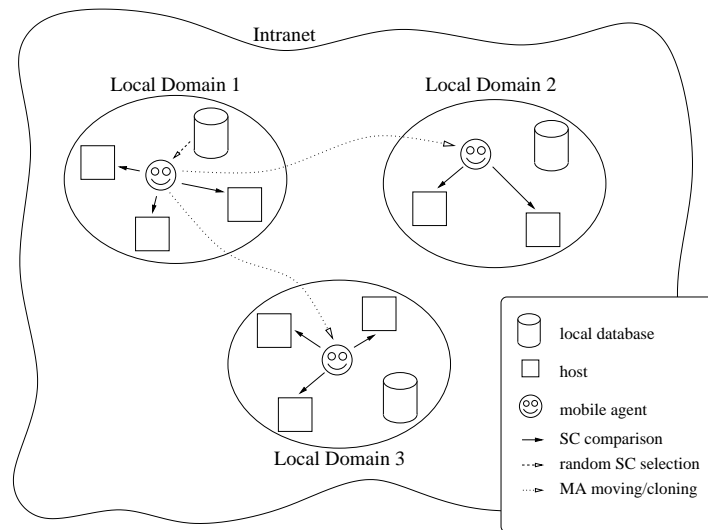 Intranet
Local Domain 1
Local Domain 2
Local Domain 3
local database
host
mobile agent
SC comparison
random SC selection
MA moving/cloning